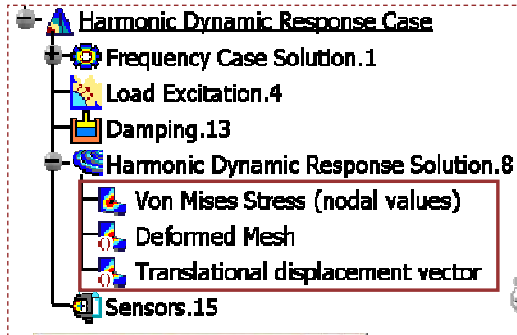 Harmonic Dynamic Response Case
Frequency Case Solution.1
Load Excitation.4
Damping.13
Harmonic Dynamic Response Solution.8
Von Mises Stress (nodal values)
Deformed Mesh
Translational displacement vector
Sensors.15